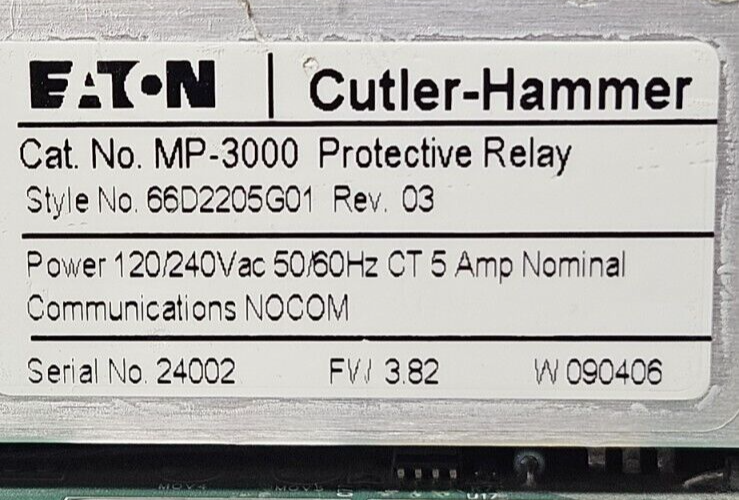 EATON | Cutler-Hammer
Cat. No. MP-3000 Protective Relay
Style No. 66D2205G01 Rev. 03
Power 120/240Vac 50/60Hz CT 5 Amp Nominal
Communications NOCOM
Serial No. 24002 FW 3.82 W 090406